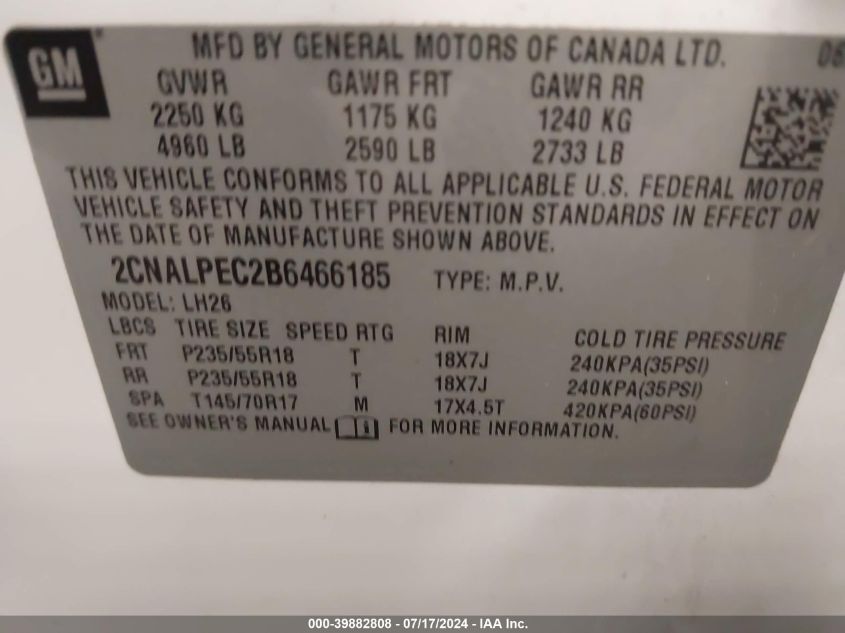 GM
MFD BY GENERAL MOTORS OF CANADA LTD.
GVWR GAWR FRT GAWR RR
2250 KG 1175 KG 1240 KG
4960 LB 2590 LB 2733 LB
THIS VEHICLE CONFORMS TO ALL APPLICABLE U.S. FEDERAL MOTOR
VEHICLE SAFETY AND THEFT PREVENTION STANDARDS IN EFFECT ON
THE DATE OF MANUFACTURE SHOWN ABOVE.
2CNALPEC2B6466185 TYPE: M.P.V.
MODEL: LH26
LBCS TIRE SIZE SPEED RTG RIM COLD TIRE PRESSURE
FRT P235/55R18 T 18X7J 240KPA(35PSI)
RR P235/55R18 T 18X7J 240KPA(35PSI)
SPA T145/70R17 M 17X4.5T 420KPA(60PSI)
SEE OWNER'S MANUAL i FOR MORE INFORMATION.
000-39882808 - 07/17/2024 - IAA Inc.